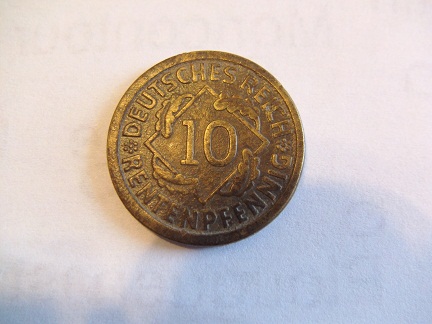 DEUTSCHES REICH
10
RENTENPFENNIG